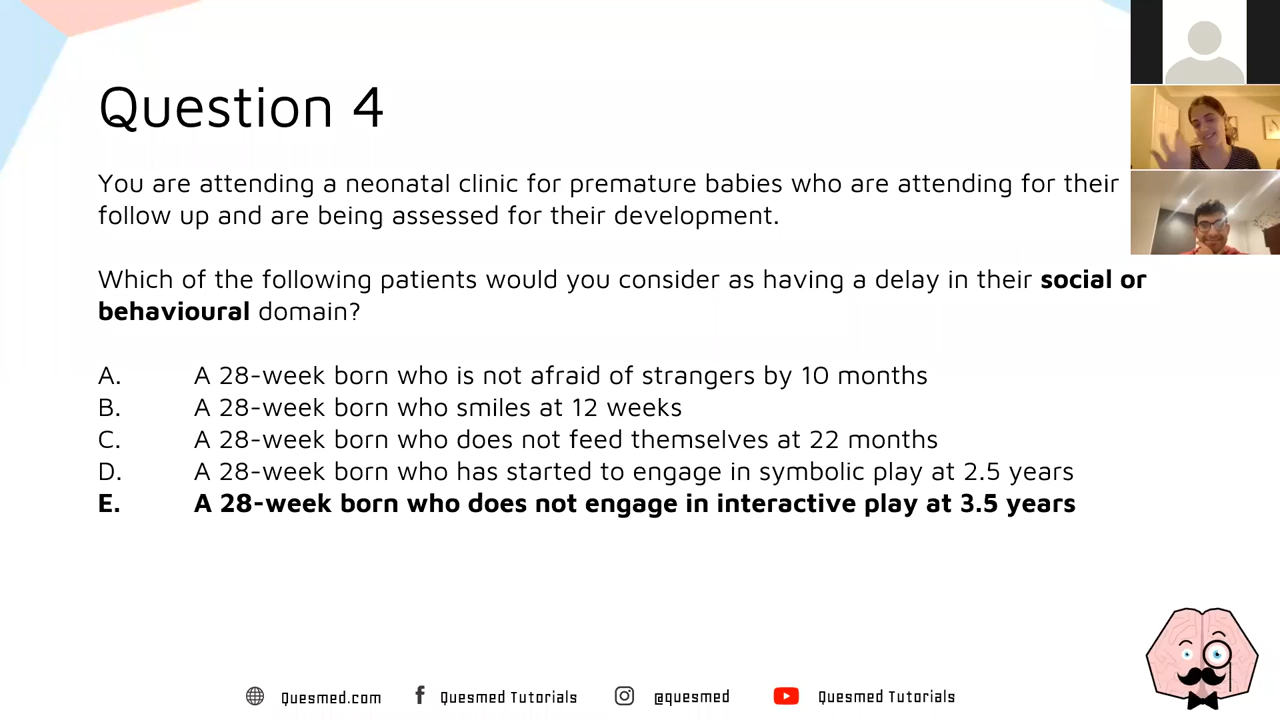 Question 4
You are attending a neonatal clinic for premature babies who are attending for their
follow up and are being assessed for their development.
Which of the following patients would you consider as having a delay in their social or
behavioural domain?
A. A 28-week born who is not afraid of strangers by 10 months
B. A 28-week born who smiles at 12 weeks
C. A 28-week born who does not feed themselves at 22 months
D. A 28-week born who has started to engage in symbolic play at 2.5 years
E. A 28-week born who does not engage in interactive play at 3.5 years
Quesmed.com Quesmed Tutorials @quesmed Quesmed Tutorials